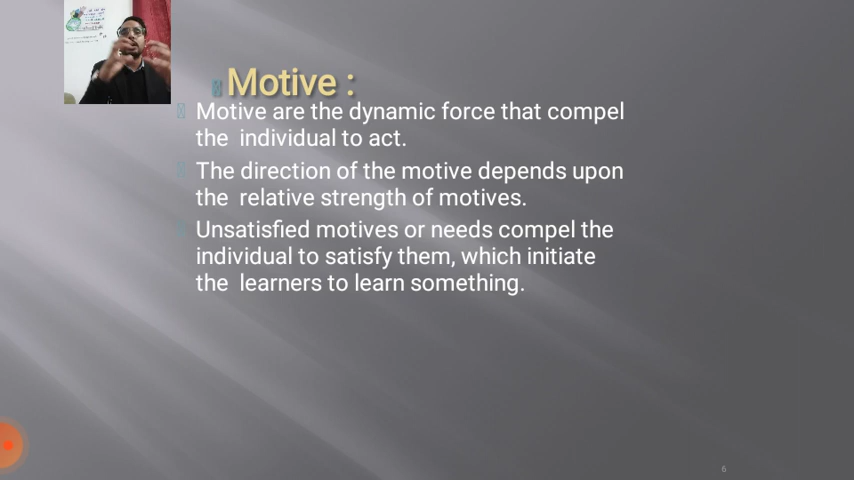 Motive :
Motive are the dynamic force that compel
the individual to act.
The direction of the motive depends upon
the relative strength of motives.
Unsatisfied motives or needs compel the
individual to satisfy them, which initiate
the learners to learn something.
6